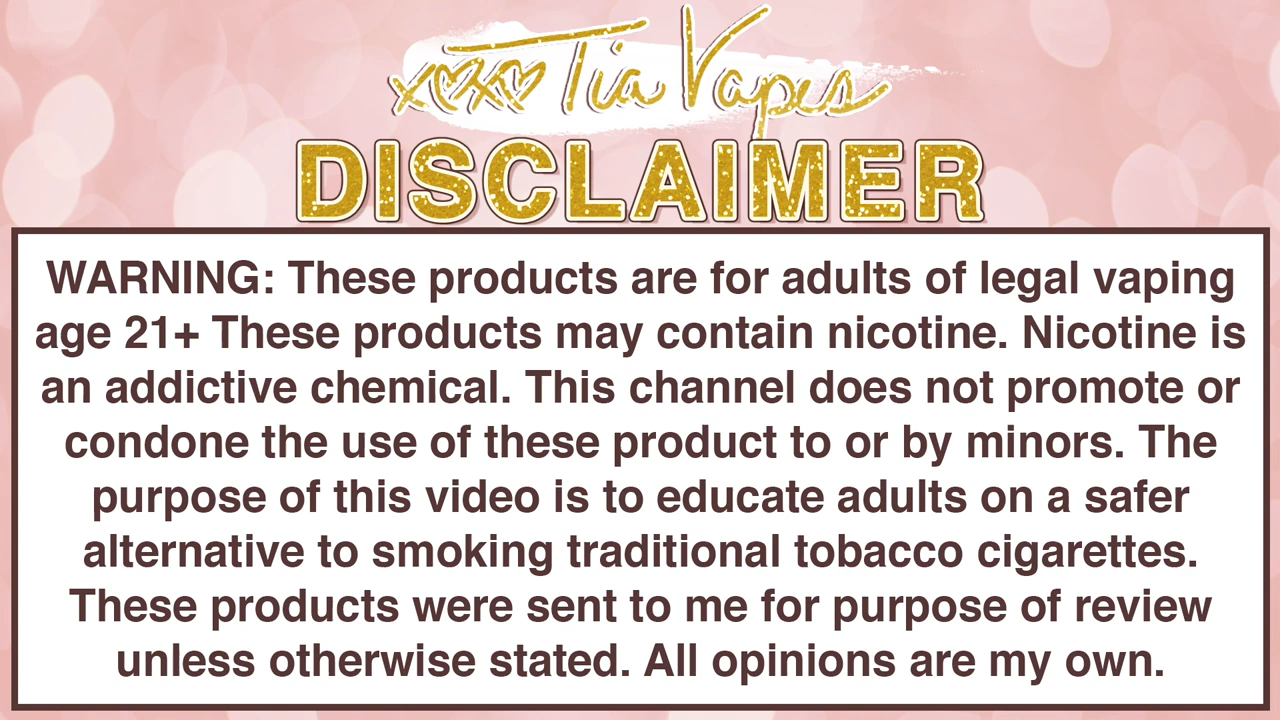 xoxo Tia Vapes
DISCLAIMER
WARNING: These products are for adults of legal vaping
age 21+ These products may contain nicotine. Nicotine is
an addictive chemical. This channel does not promote or
condone the use of these product to or by minors. The
purpose of this video is to educate adults on a safer
alternative to smoking traditional tobacco cigarettes.
These products were sent to me for purpose of review
unless otherwise stated. All opinions are my own.